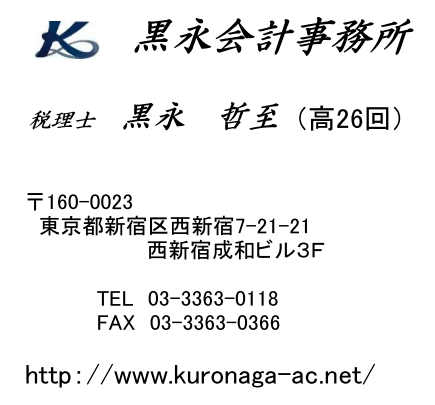 K
黒永会計事務所
税理士　黒永　哲至（高26回）
〒160-0023
東京都新宿区西新宿7-21-21
西新宿成和ビル３Ｆ
TEL　03-3363-0118
FAX　03-3363-0366
http://www.kuronaga-ac.net/